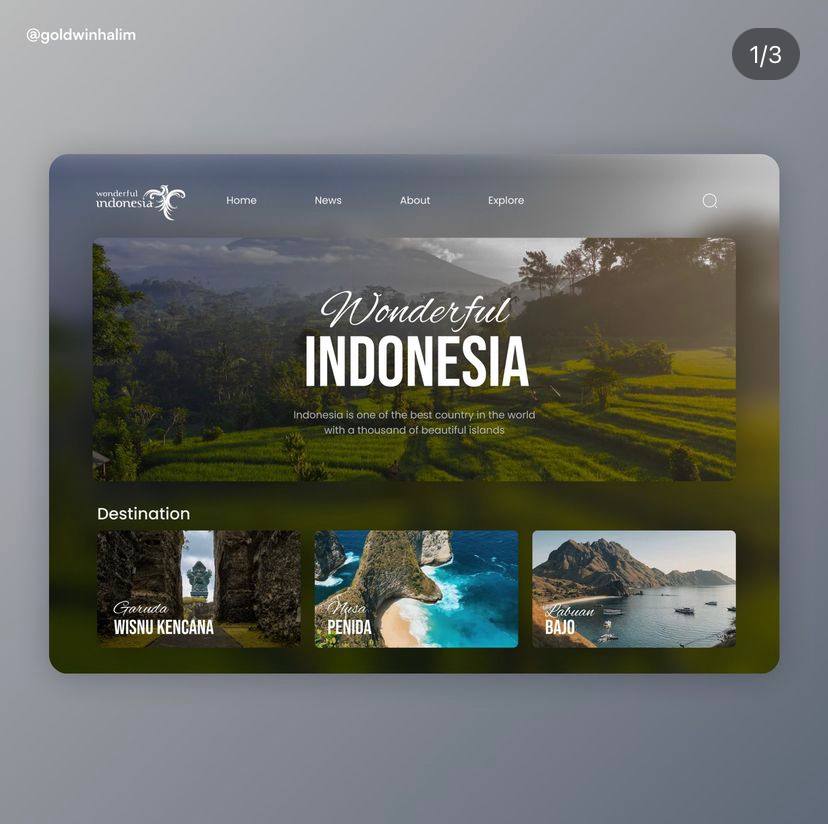 @goldwinhalim
1/3
wonderful
indonesia
Home News About Explore
Wonderful
INDONESIA
Indonesia is one of the best country in the world
with a thousand of beautiful islands
Destination
Garuda
WISNU KENCANA
Nusa
PENIDA
Labuan
BAJO